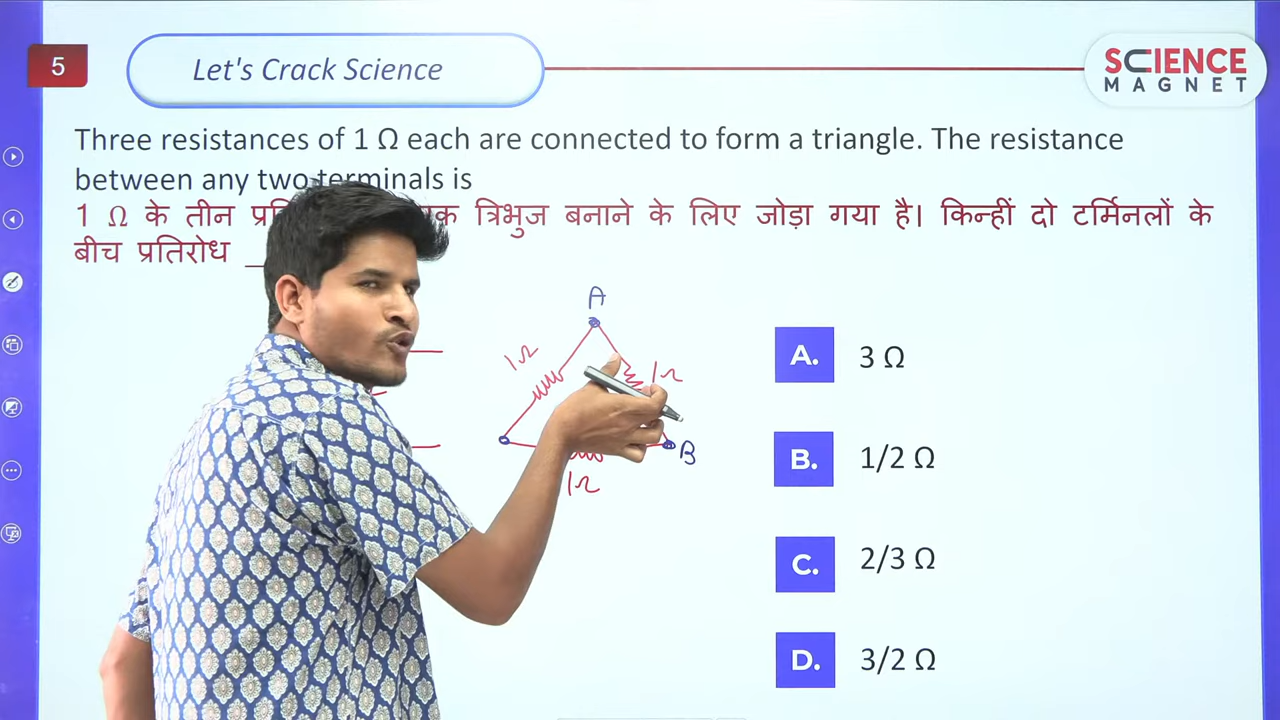 5
Let's Crack Science
SCIENCE
MAGNET
Three resistances of 1 Ω each are connected to form a triangle. The resistance
between any two terminals is
1 Ω के तीन त्रिभुज बनाने के लिए जोड़ा गया है। किन्हीं दो टर्मिनलों के
बीच प्रतिरोध _
A
1Ω
1Ω
B
1Ω
A. 3 Ω
B. 1/2 Ω
C. 2/3 Ω
D. 3/2 Ω